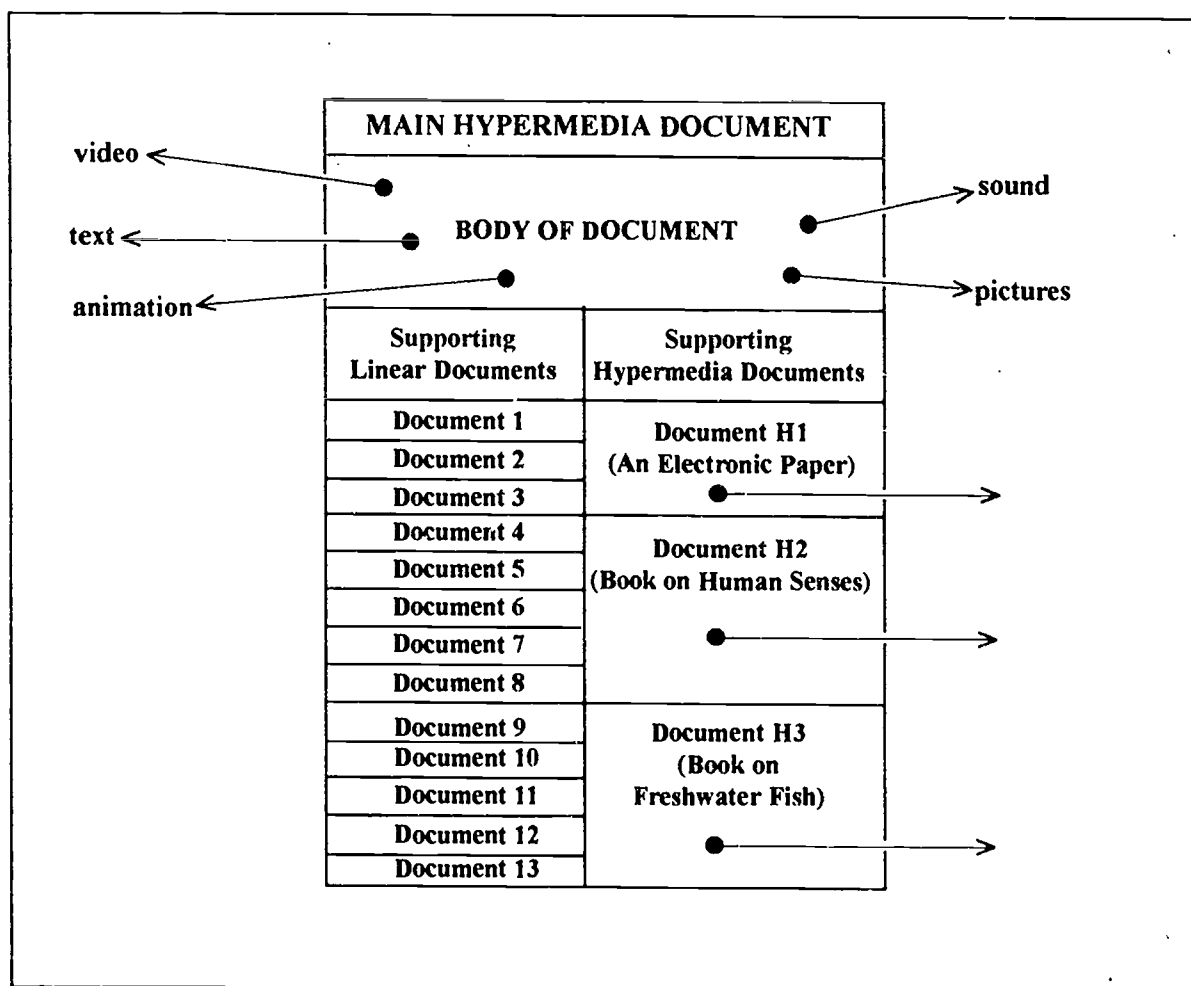 MAIN HYPERMEDIA DOCUMENT
video
sound
text
BODY OF DOCUMENT
animation
pictures
Supporting
Linear Documents
Supporting
Hypermedia Documents
Document 1
Document 2
Document 3
Document 4
Document 5
Document 6
Document 7
Document 8
Document 9
Document 10
Document 11
Document 12
Document 13
Document H1
(An Electronic Paper)
Document H2
(Book on Human Senses)
Document H3
(Book on
Freshwater Fish)